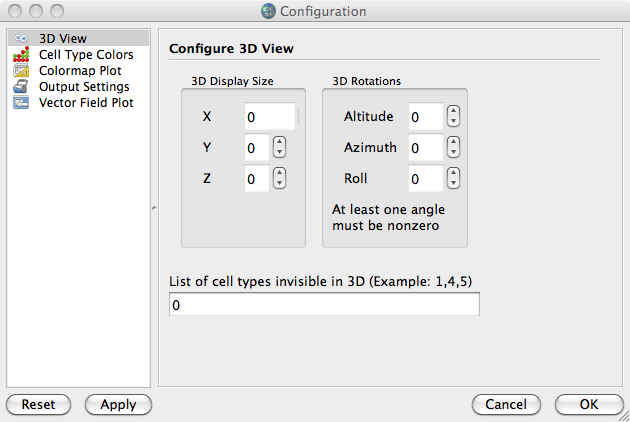 Configuration
3D View
Cell Type Colors
Colormap Plot
Output Settings
Vector Field Plot
Configure 3D View
3D Display Size
X 0
Y 0
Z 0
3D Rotations
Altitude 0
Azimuth 0
Roll 0
At least one angle
must be nonzero
List of cell types invisible in 3D (Example: 1,4,5)
0
Reset
Apply
Cancel
OK